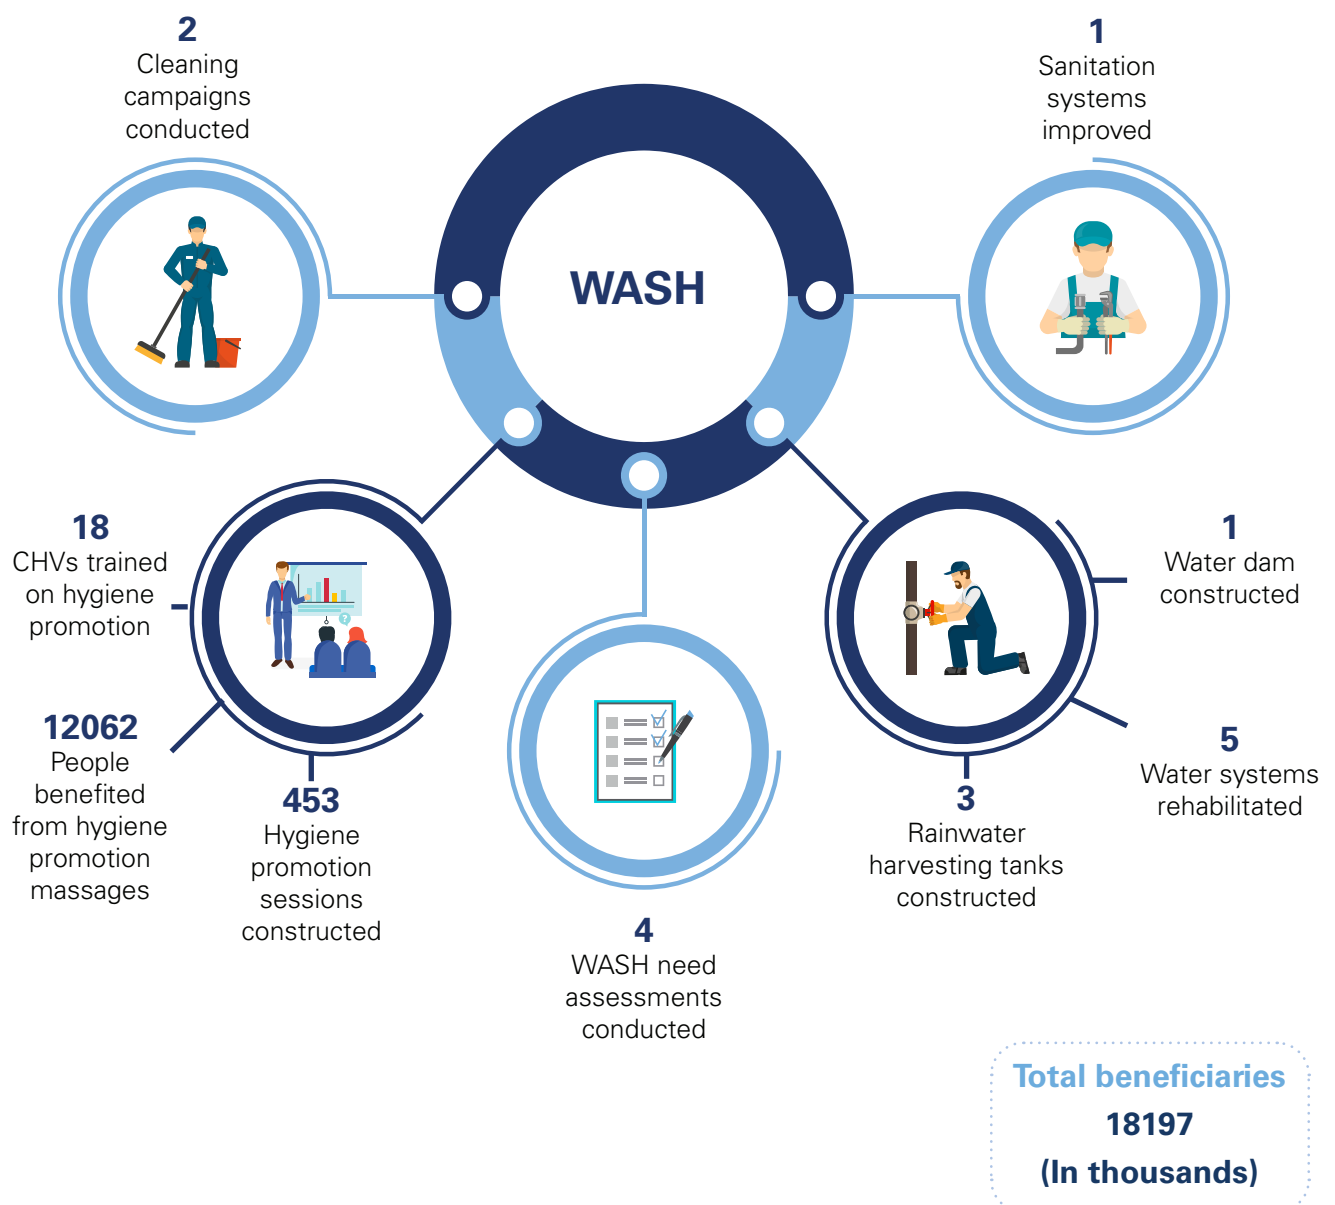 2
Cleaning
campaigns
conducted
1
Sanitation
systems
improved
WASH
18
CHVs trained
on hygiene
promotion
12062
People
benefited
from hygiene
promotion
massages
453
Hygiene
promotion
sessions
constructed
?
4
WASH need
assessments
conducted
3
Rainwater
harvesting tanks
constructed
1
Water dam
constructed
5
Water systems
rehabilitated
Total beneficiaries
18197
(In thousands)